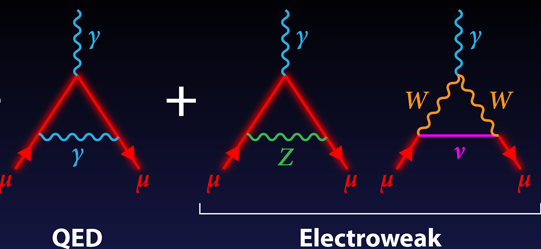 γ γ γ
+ W W
γ Z ν
μ μ μ μ μ μ
QED Electroweak